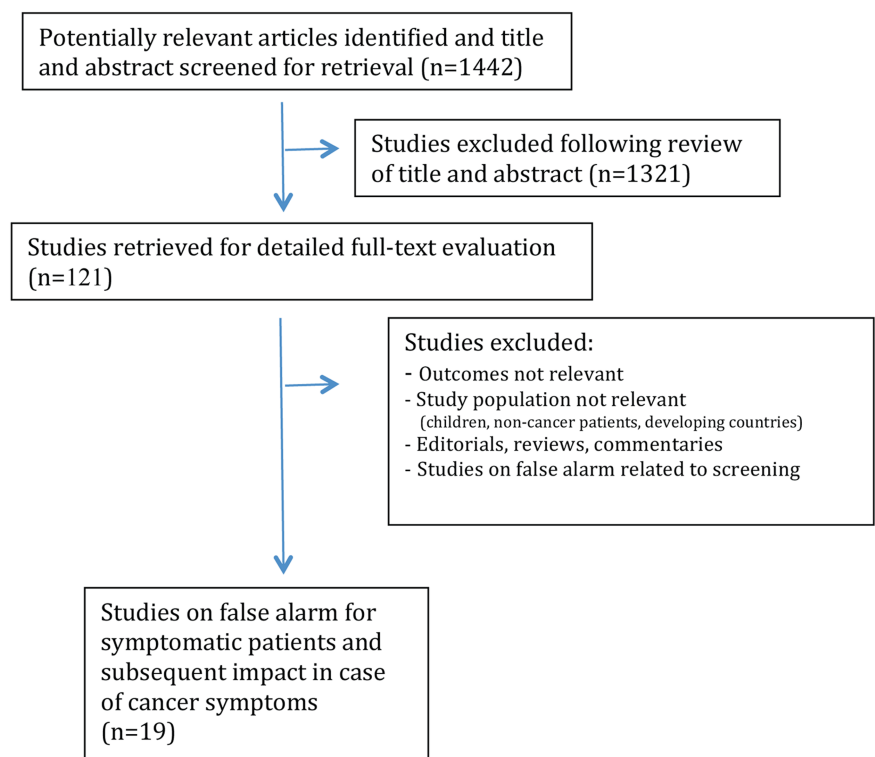 Potentially relevant articles identified and title
and abstract screened for retrieval (n=1442)
Studies excluded following review
of title and abstract (n=1321)
Studies retrieved for detailed full-text evaluation
(n=121)
Studies excluded:
- Outcomes not relevant
- Study population not relevant
(children, non-cancer patients, developing countries)
- Editorials, reviews, commentaries
- Studies on false alarm related to screening
Studies on false alarm for
symptomatic patients and
subsequent impact in case
of cancer symptoms
(n=19)